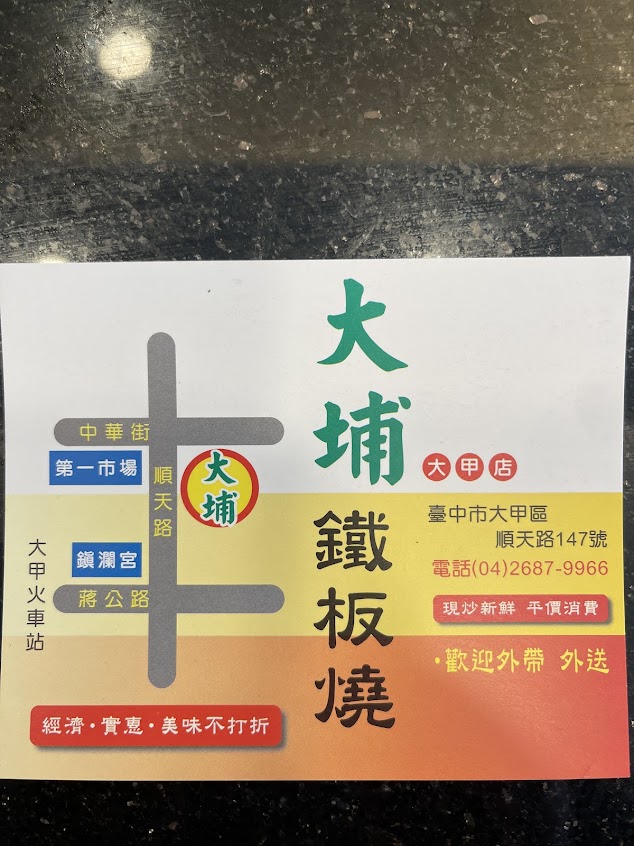 大埔
鐵板燒
大甲店
臺中市大甲區
順天路147號
電話(04)2687-9966
現炒新鮮 平價消費
·歡迎外帶 外送
中華街
第一市場
順天路
大埔
鎮瀾宮
蔣公路
大甲火車站
經濟·實惠·美味不打折